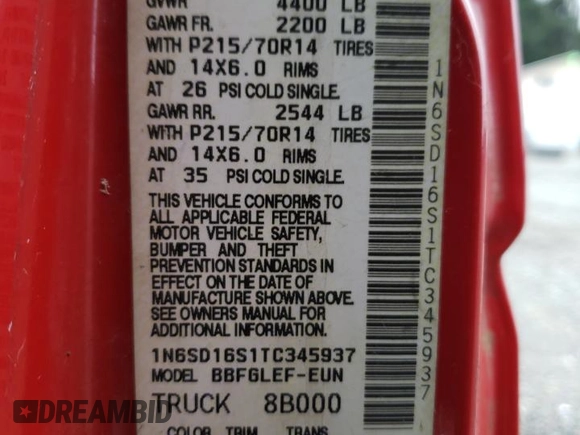 GVWR 4400 LB
GAWR FR. 2200 LB
WITH P215/70R14 TIRES
AND 14X6.0 RIMS
AT 26 PSI COLD SINGLE.
GAWR RR. 2544 LB
WITH P215/70R14 TIRES
AND 14X6.0 RIMS
AT 35 PSI COLD SINGLE.
THIS VEHICLE CONFORMS TO
ALL APPLICABLE FEDERAL
MOTOR VEHICLE SAFETY,
BUMPER AND THEFT
PREVENTION STANDARDS IN
EFFECT ON THE DATE OF
MANUFACTURE SHOWN ABOVE.
SEE OWNERS MANUAL FOR
ADDITIONAL INFORMATION.
1N6SD16S1TC345937
MODEL BBFGLEF-EUN
TRUCK 8B000
COLOR TRIM TRANS
1N6SD16S1TC345937
DREAMBID